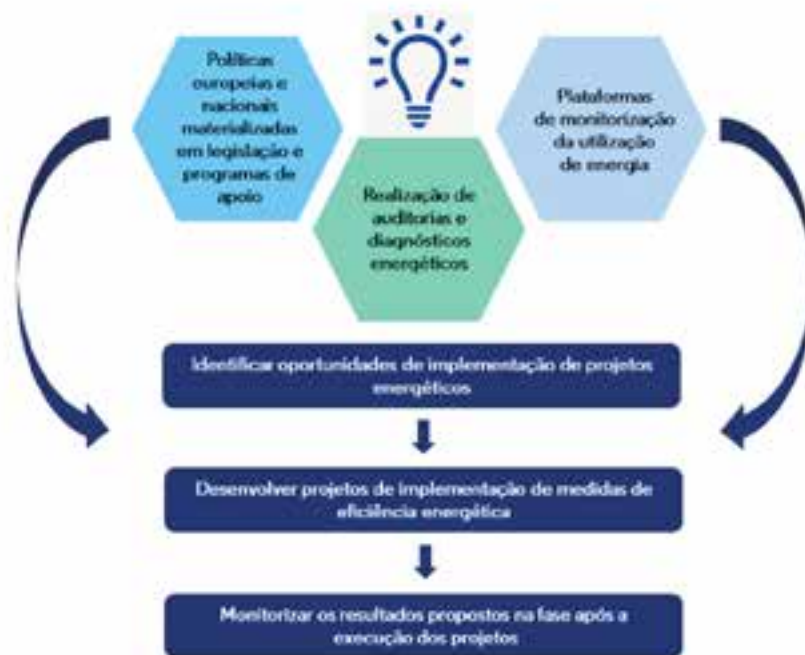 Políticas
europeias e
nacionais
materializadas
em legislação e
programas de
apoio
Realização de
auditorias e
diagnósticos
energéticos
Plataformas
de monitorização
da utilização
de energia
Identificar oportunidades de implementação de projetos
energéticos
Desenvolver projetos de implementação de medidas de
eficiência energética
Monitorizar os resultados propostos na fase após a
execução dos projetos